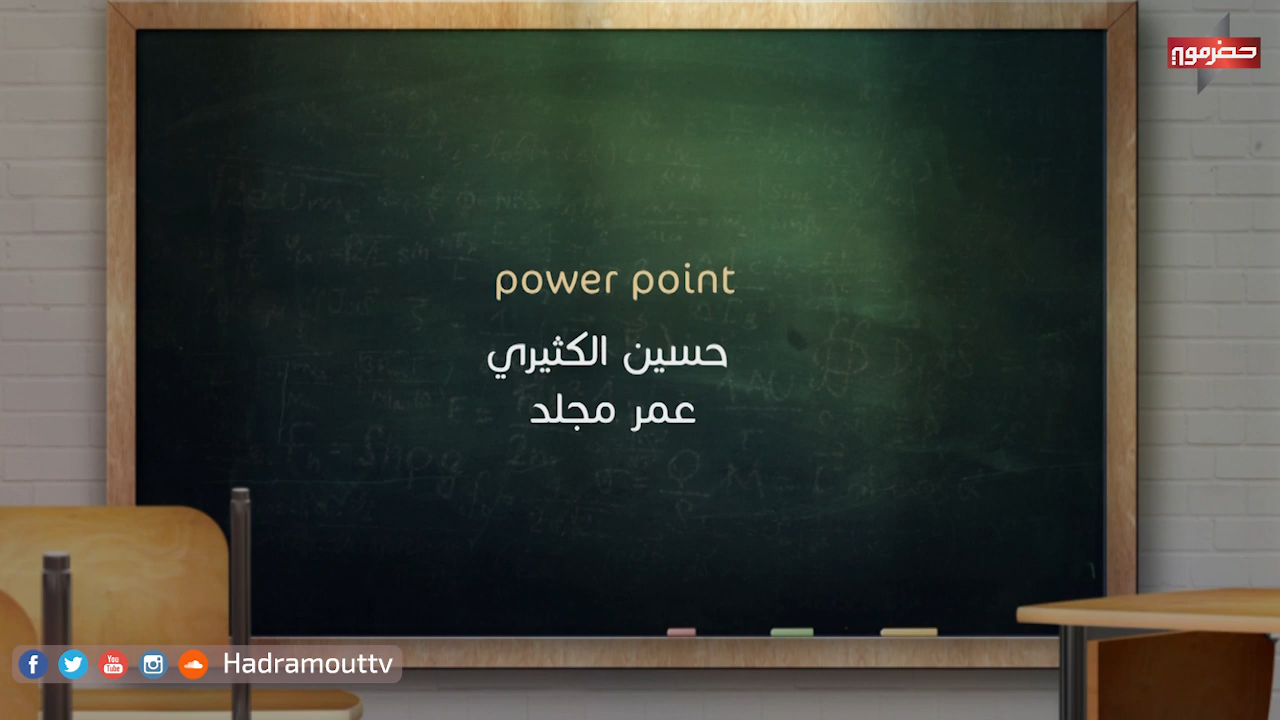 حضرموت
power point
حسين الكثيري
عمر مجلد
Hadramouttv